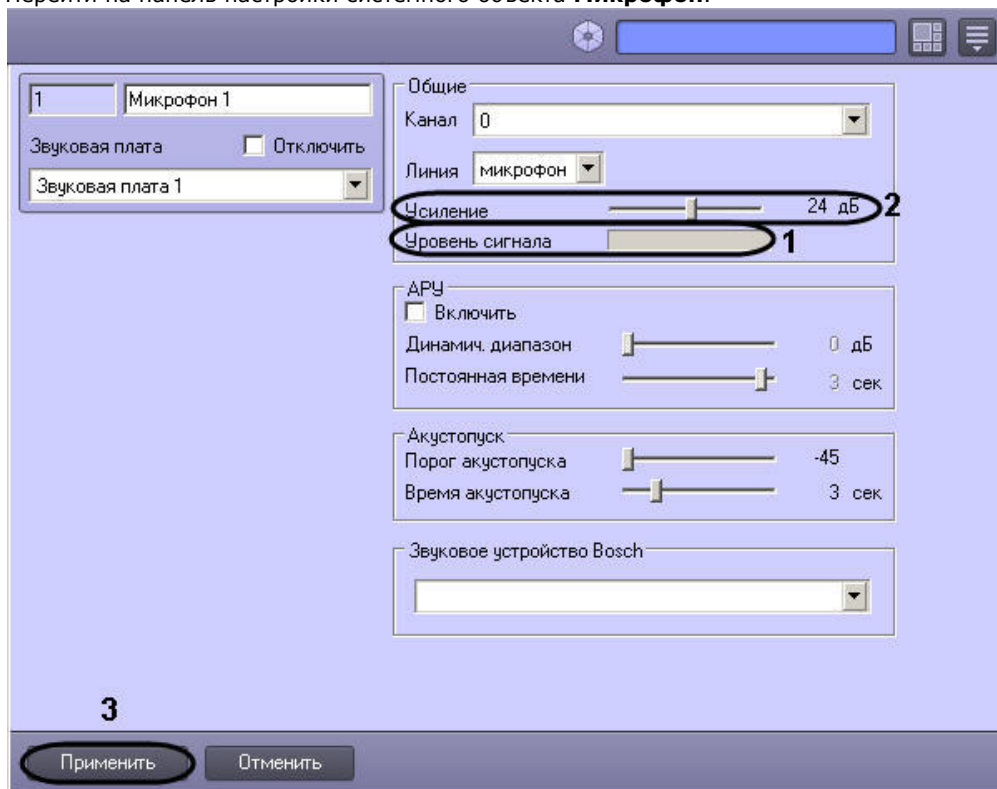 Перейти на панель настройки системного объекта Микрофон.
1 Микрофон 1
Звуковая плата Отключить
Звуковая плата 1
Общие
Канал 0
Линия микрофон
Усиление 24 дБ 2
Уровень сигнала 1
АРУ
Включить
Динамич. диапазон 0 дБ
Постоянная времени 3 сек
Акустопуск
Порог акустопуска -45
Время акустопуска 3 сек
Звуковое устройство Bosch
3
Применить Отменить